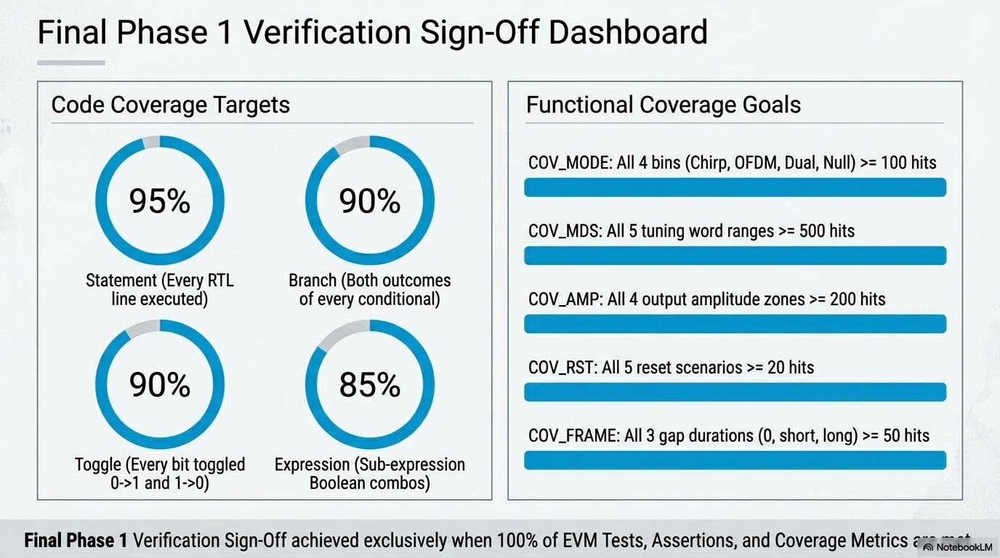 Final Phase 1 Verification Sign-Off Dashboard
Code Coverage Targets
95%
Statement (Every RTL
line executed)
90%
Branch (Both outcomes
of every conditional)
90%
Toggle (Every bit toggled
0->1 and 1->0)
85%
Expression (Sub-expression
Boolean combos)
Functional Coverage Goals
COV_MODE: All 4 bins (Chirp, OFDM, Dual, Null) >= 100 hits
COV_MDS: All 5 tuning word ranges >= 500 hits
COV_AMP: All 4 output amplitude zones >= 200 hits
COV_RST: All 5 reset scenarios >= 20 hits
COV_FRAME: All 3 gap durations (0, short, long) >= 50 hits
Final Phase 1 Verification Sign-Off achieved exclusively when 100% of EVM Tests, Assertions, and Coverage Metrics
NotebookLM